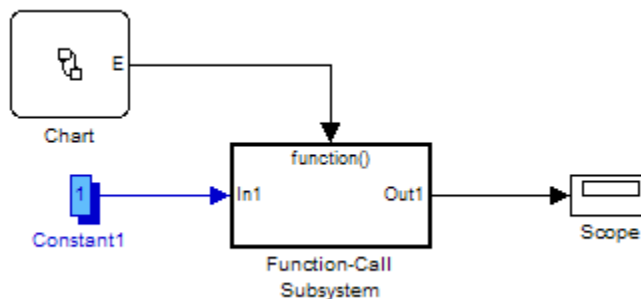 E
Chart
function()
1
In1
Out1
Constant1
Scope
Function-Call
Subsystem